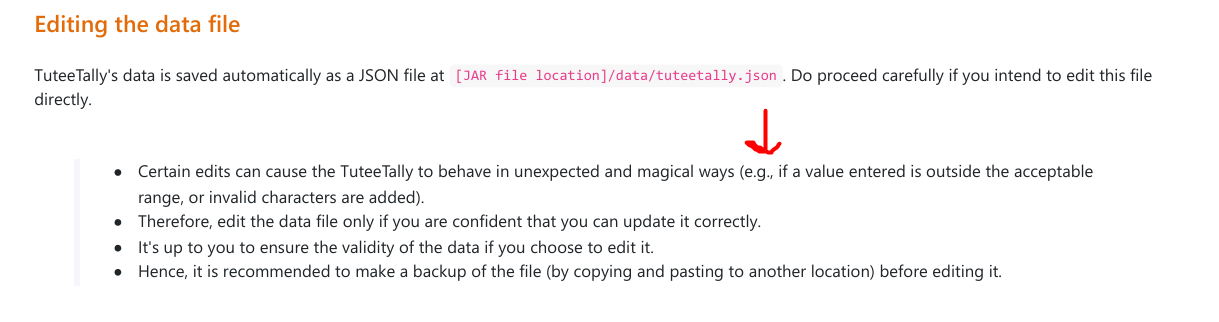 Editing the data file
TuteeTally's data is saved automatically as a JSON file at [JAR file location]/data/tuteetally.json . Do proceed carefully if you intend to edit this file
directly.
• Certain edits can cause the TuteeTally to behave in unexpected and magical ways (e.g., if a value entered is outside the acceptable
range, or invalid characters are added).
• Therefore, edit the data file only if you are confident that you can update it correctly.
• It's up to you to ensure the validity of the data if you choose to edit it.
• Hence, it is recommended to make a backup of the file (by copying and pasting to another location) before editing it.